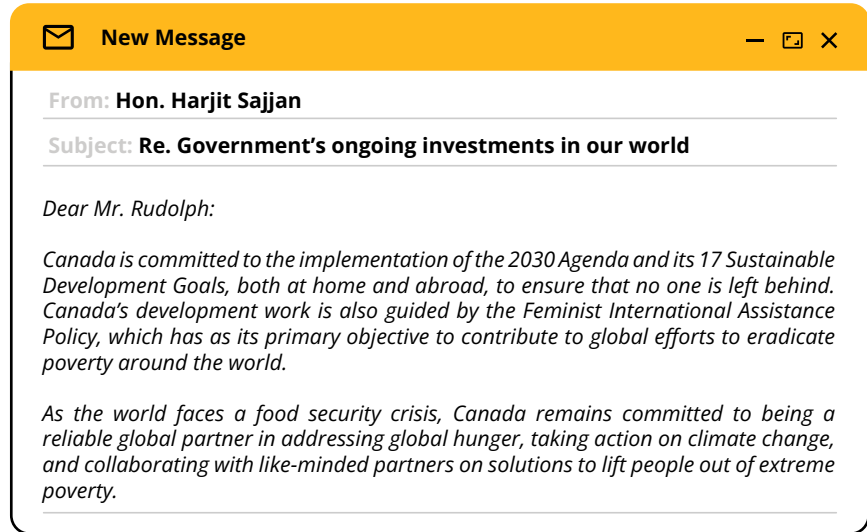 New Message
From: Hon. Harjit Sajjan
Subject: Re. Government’s ongoing investments in our world
Dear Mr. Rudolph:
Canada is committed to the implementation of the 2030 Agenda and its 17 Sustainable
Development Goals, both at home and abroad, to ensure that no one is left behind.
Canada’s development work is also guided by the Feminist International Assistance
Policy, which has as its primary objective to contribute to global efforts to eradicate
poverty around the world.
As the world faces a food security crisis, Canada remains committed to being a
reliable global partner in addressing global hunger, taking action on climate change,
and collaborating with like-minded partners on solutions to lift people out of extreme
poverty.